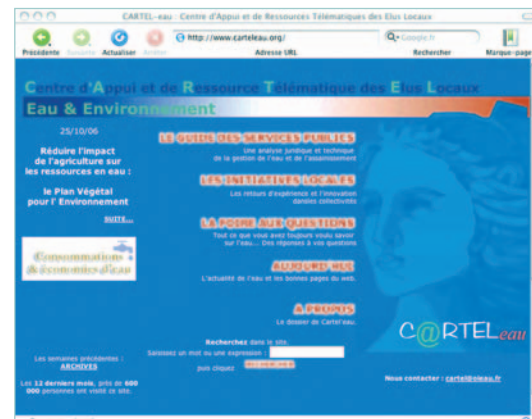 CARTEL-eau : Centre d'Appui et de Ressources Télématiques des Elus Locaux
http://www.carteleau.org/
Google.fr
Précédente
Suivante
Actualiser
Arrêter
Adresse URL
Rechercher
Marque-page
Centre d'Appui et de Ressource Télématique des Elus Locaux
Eau & Environnement
25/10/06
Réduire l'impact
de l'agriculture sur
les ressources en eau :
le Plan Végétal
pour l' Environnement
SUITE...
Consommations
& économies d'eau
Les semaines précédentes :
ARCHIVES
Les 12 derniers mois, près de 600
000 personnes ont visité ce site.
LE GUIDE DES SERVICES PUBLICS
Une analyse juridique et technique
de la gestion de l'eau et de l'assainissement
LES INITIATIVES LOCALES
Les retours d'expérience et l'innovation
dans les collectivités
LA FOIRE AUX QUESTIONS
Tout ce que vous avez toujours voulu savoir
sur l'eau... Des réponses à vos questions
AUJOURD'HUI
L'actualité de l'eau et les bonnes pages du web.
A PROPOS
Le dossier de Cartel'eau
Recherchez dans le site.
Saisissez un mot ou une expression :
puis cliquez RECHERCHER
C@RTELeau
Nous contacter : cartel@oieau.fr